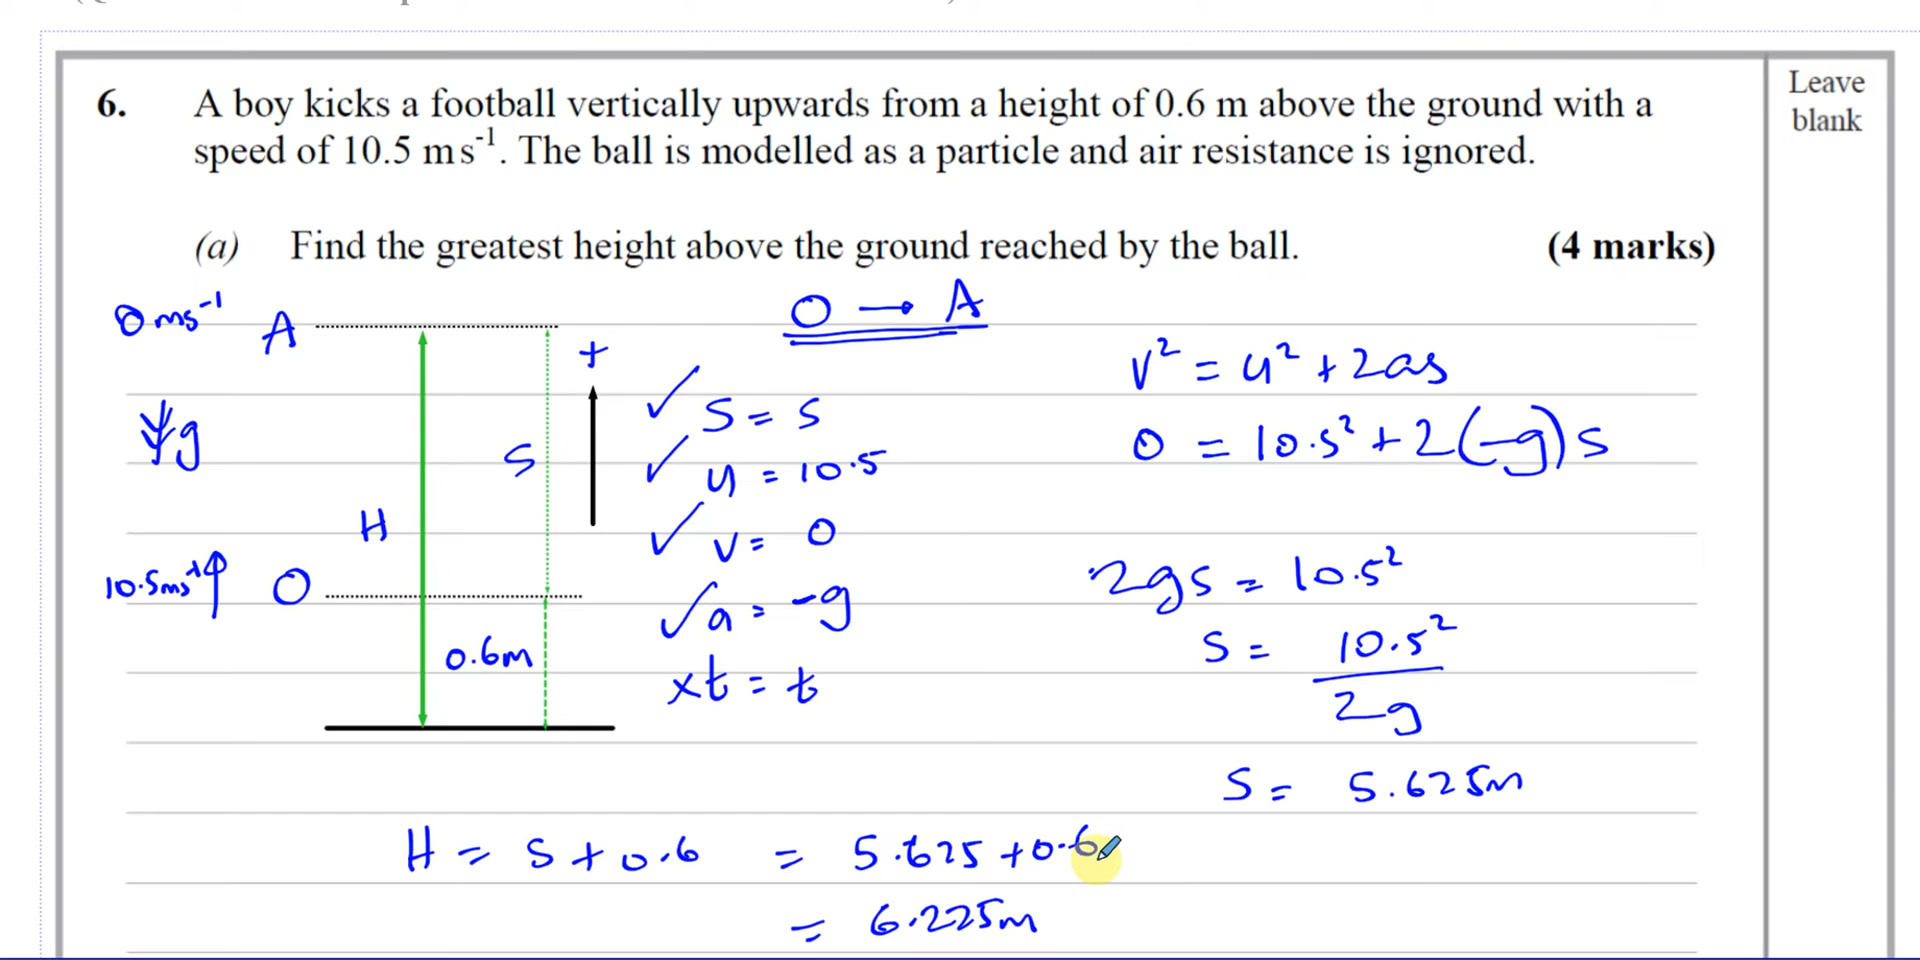 6. A boy kicks a football vertically upwards from a height of 0.6 m above the ground with a
speed of 10.5 ms⁻¹. The ball is modelled as a particle and air resistance is ignored.
Leave
blank
(a) Find the greatest height above the ground reached by the ball. (4 marks)
0 ms⁻¹ A
O → A
+
g
S
H
10.5ms⁻¹ O
0.6m
✓ S = S
✓ u = 10.5
✓ v = 0
✓ a = -g
x t = t
v² = u² + 2as
0 = 10.5² + 2(-g)s
2gs = 10.5²
S = 10.5²
2g
S = 5.625m
H = S + 0.6 = 5.625 + 0.6
= 6.225m